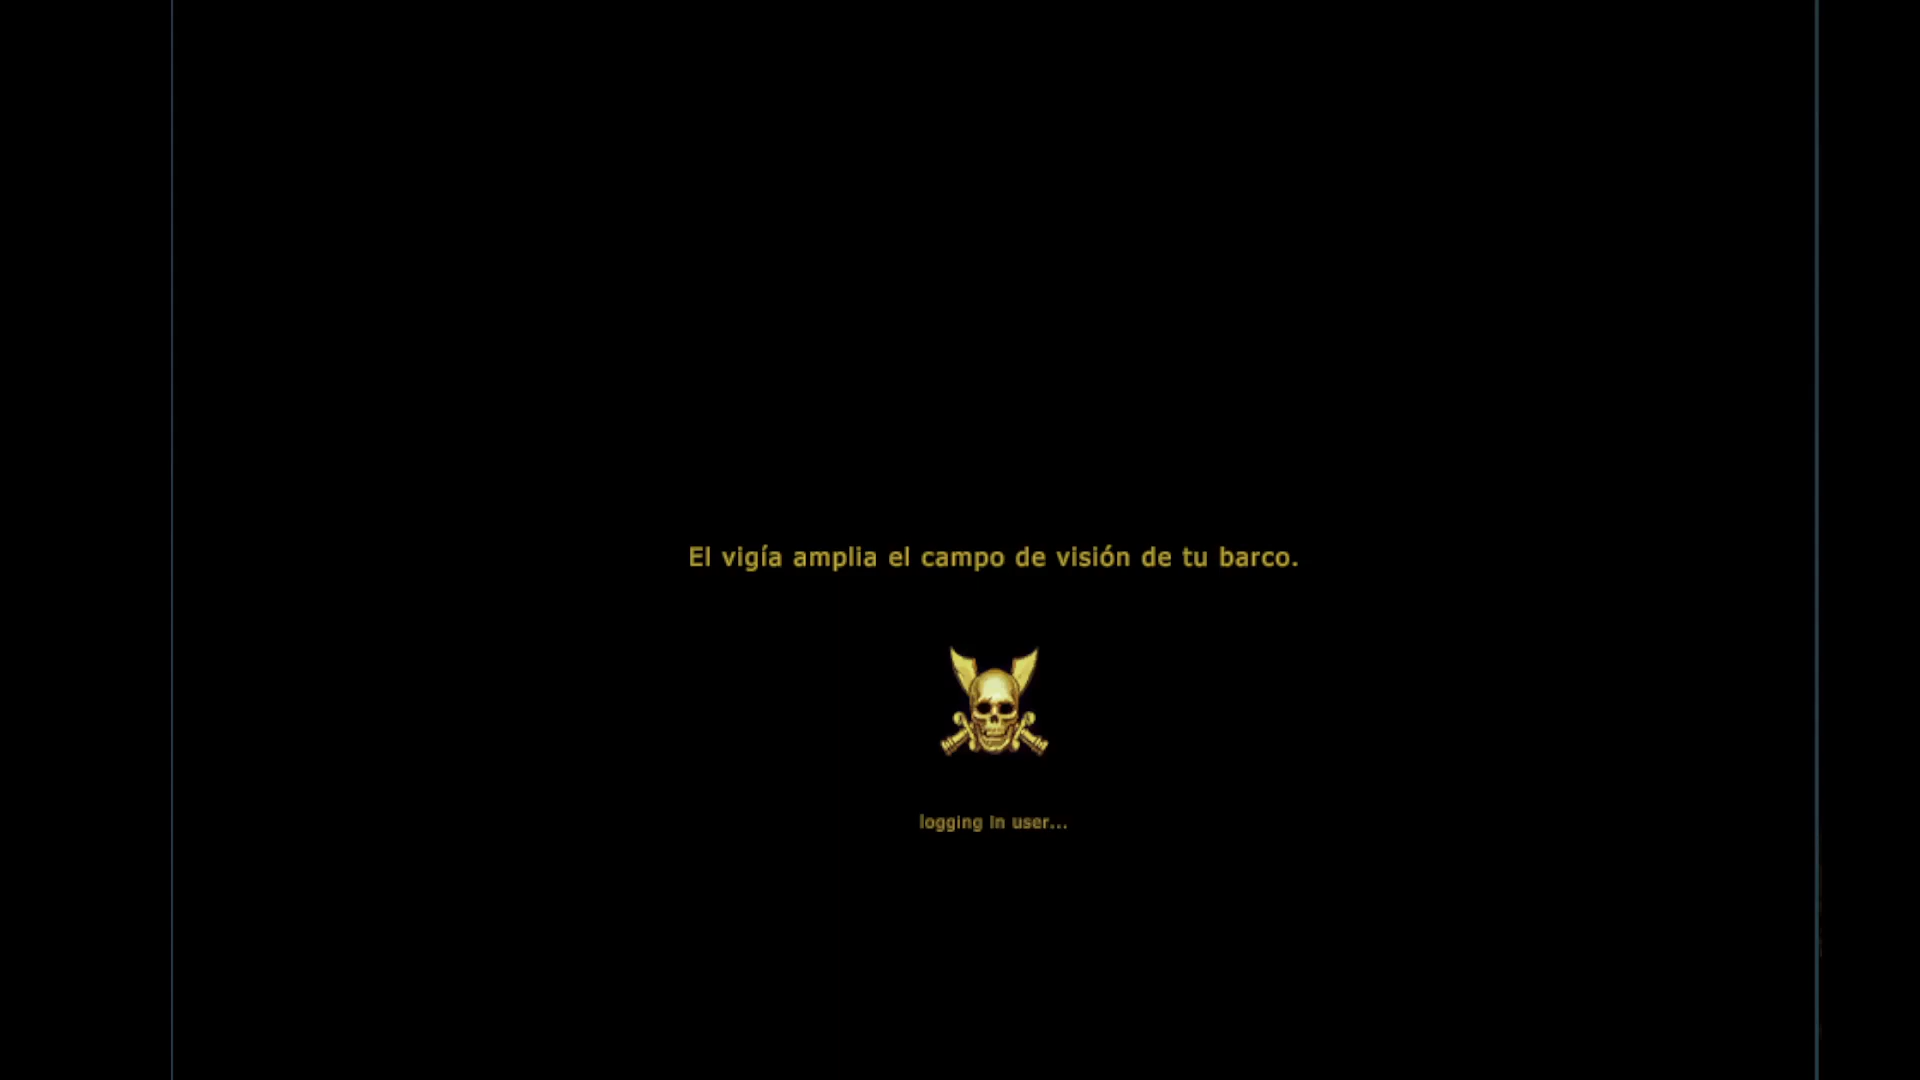 El vigía amplia el campo de visión de tu barco.
logging in user...